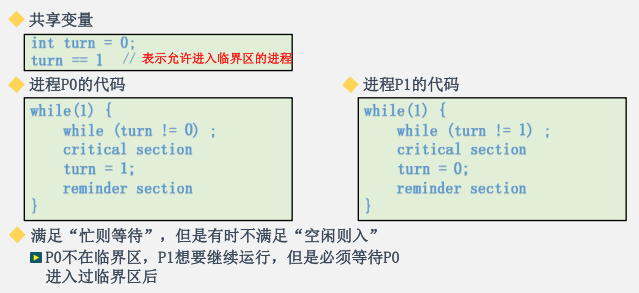 共享变量
int turn = 0;
turn == 1 // 表示允许进入临界区的进程
进程P0的代码
while(1) {
while (turn != 0) ;
critical section
turn = 1;
reminder section
}
进程P1的代码
while(1) {
while (turn != 1) ;
critical section
turn = 0;
reminder section
}
满足“忙则等待”，但是有时不满足“空闲则入”
P0不在临界区，P1想要继续运行，但是必须等待P0
进入过临界区后